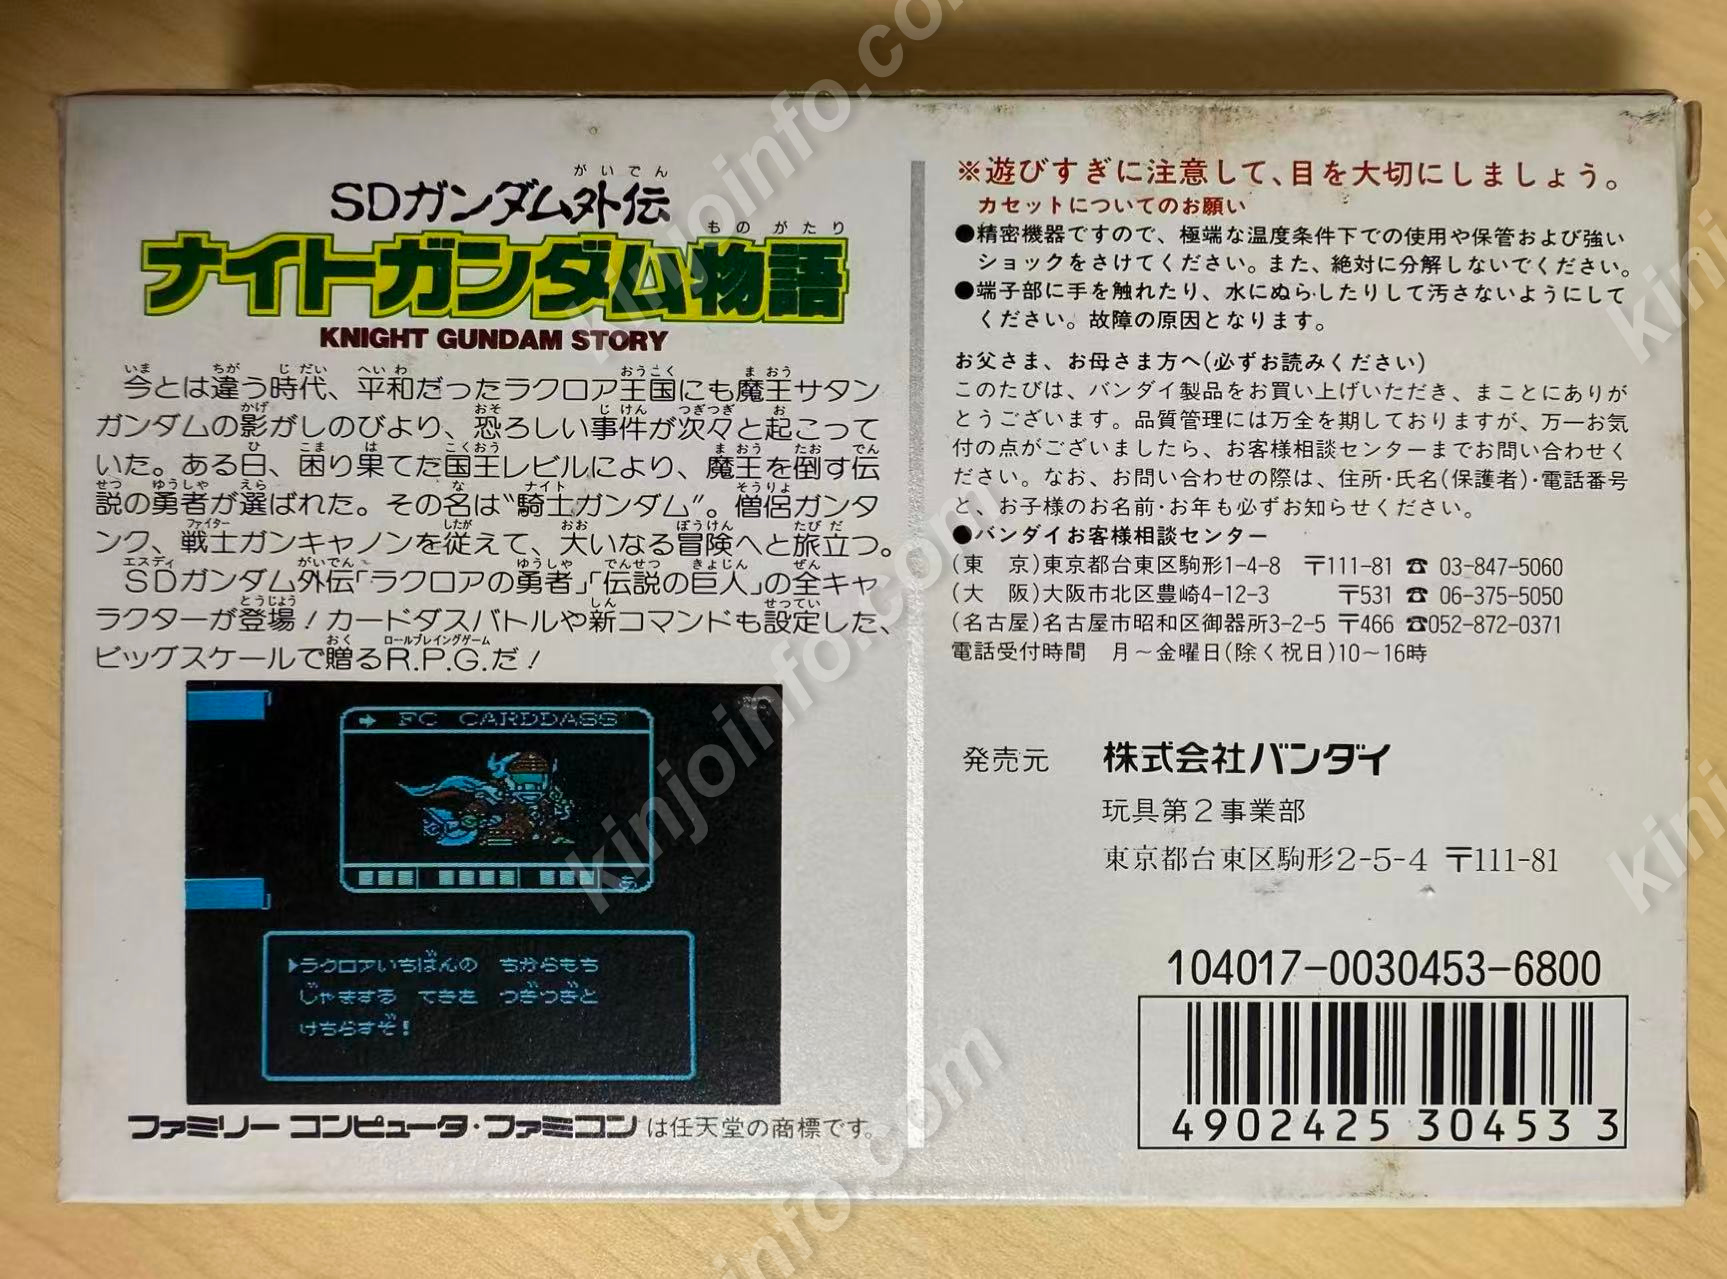 SDガンダム外伝
がいでん
ナイトガンダム物語
ものがたり
KNIGHT GUNDAM STORY
今とは違う時代、平和だったラクロア王国にも魔王サタン
ガンダムの影がしのびより、恐ろしい事件が次々と起こって
いた。ある日、困り果てた国王レビルにより、魔王を倒す伝
説の勇者が選ばれた。その名は“騎士ガンダム”。僧侶ガンタ
ンク、戦士ガンキャノンを従えて、大いなる冒険へと旅立つ。
SDガンダム外伝「ラクロアの勇者」「伝説の巨人」の全キャ
ラクターが登場！カードダスバトルや新コマンドも設定した、
ビッグスケールで贈るR.P.G.だ！
FC CARDDASS
ラクロアいちばんの ちからもち
じゃまする てきを つぎつぎと
けちらすぞ！
ファミリーコンピュータ・ファミコンは任天堂の商標です。
※遊びすぎに注意して、目を大切にしましょう。
カセットについてのお願い
●精密機器ですので、極端な温度条件下での使用や保管および強い
ショックをさけてください。また、絶対に分解しないでください。
●端子部に手を触れたり、水にぬらしたりして汚さないようにして
ください。故障の原因となります。
お父さま、お母さま方へ(必ずお読みください)
このたびは、バンダイ製品をお買い上げいただき、まことにありが
とうございます。品質管理には万全を期しておりますが、万一お気
付の点がございましたら、お客様相談センターまでお問い合わせく
ださい。なお、お問い合わせの際は、住所・氏名(保護者)・電話番号
と、お子様のお名前・お年も必ずお知らせください。
●バンダイお客様相談センター
(東 京)東京都台東区駒形1-4-8 〒111-81 ☎ 03-847-5060
(大 阪)大阪市北区豊崎4-12-3 〒531 ☎ 06-375-5050
(名古屋)名古屋市昭和区御器所3-2-5 〒466 ☎052-872-0371
電話受付時間 月～金曜日(除く祝日)10～16時
発売元 株式会社バンダイ
玩具第2事業部
東京都台東区駒形2-5-4 〒111-81
104017-0030453-6800
4902425304533
kinjoinfo.com
kinjoinfo.com
kinjoinfo.com
kinjoinfo.com